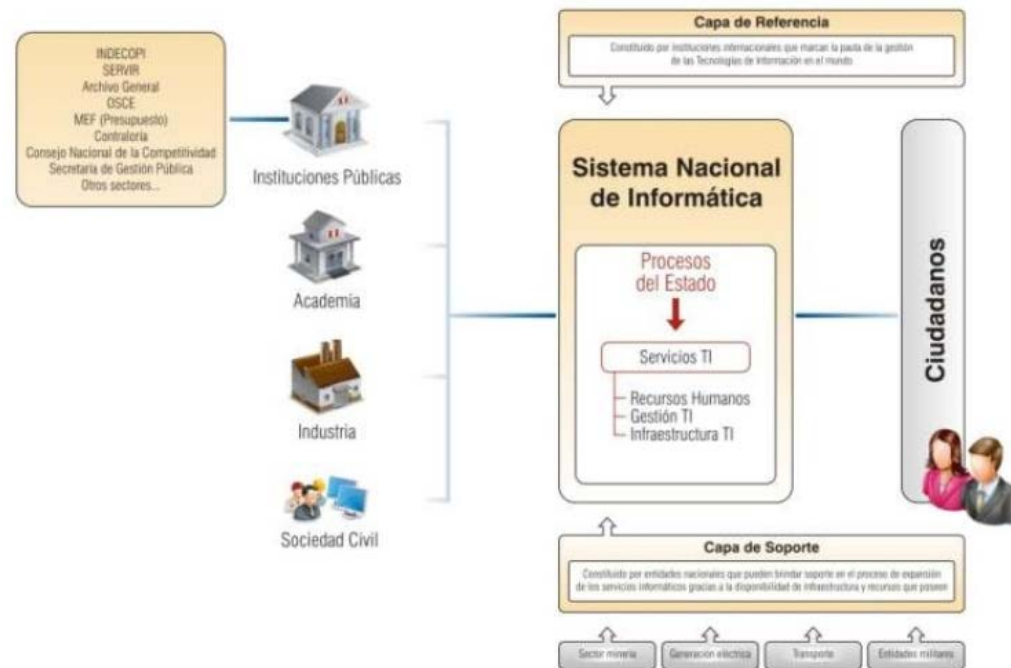 INDECOPI
SERVIR
Archivo General
OSCE
MEF (Presupuesto)
Contraloría
Consejo Nacional de la Competitividad
Secretaría de Gestión Pública
Otros sectores...
Instituciones Públicas
Academia
Industria
Sociedad Civil
Capa de Referencia
Constituido por instituciones internacionales que marcan la pauta de la gestión
de las Tecnologías de Información en el mundo
Sistema Nacional
de Informática
Procesos
del Estado
Servicios TI
Recursos Humanos
Gestión TI
Infraestructura TI
Ciudadanos
Capa de Soporte
Constituido por entidades nacionales que pueden brindar soporte en el proceso de expansión
de los servicios informáticos gracias a la disponibilidad de infraestructura y recursos que poseen
Sector minería
Generación eléctrica
Transporte
Entidades militares